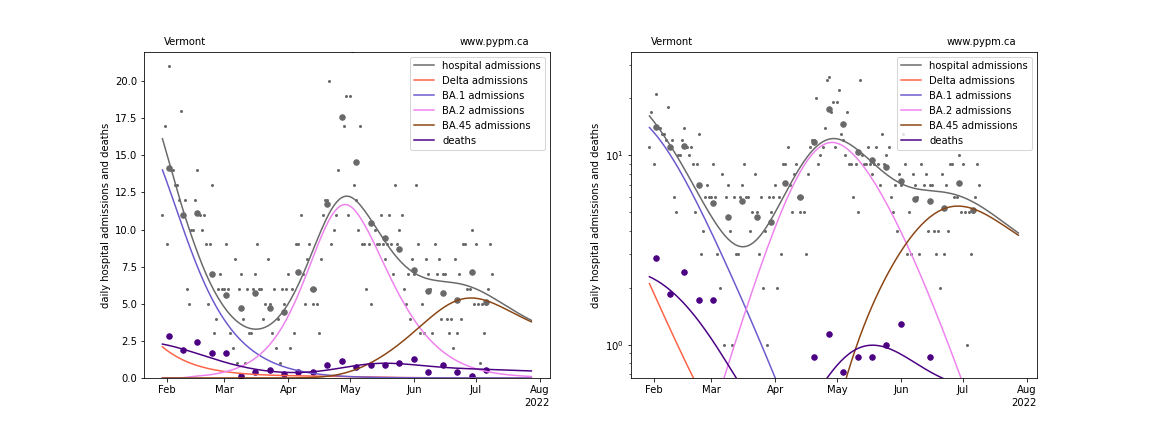 Vermont
www.pypm.ca
daily hospital admissions and deaths
20.0
17.5
15.0
12.5
10.0
7.5
5.0
2.5
0.0
hospital admissions
Delta admissions
BA.1 admissions
BA.2 admissions
BA.45 admissions
deaths
Feb Mar Apr May Jun Jul Aug
2022
Vermont
www.pypm.ca
daily hospital admissions and deaths
10¹
10⁰
hospital admissions
Delta admissions
BA.1 admissions
BA.2 admissions
BA.45 admissions
deaths
Feb Mar Apr May Jun Jul Aug
2022